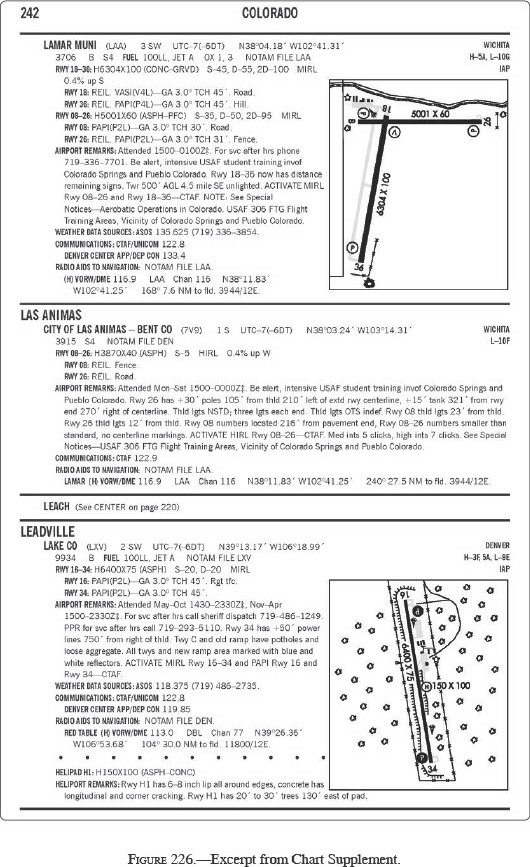 242 COLORADO
LAMAR MUNI (LAA) 3 SW UTC–7(–6DT) N38°04.18´ W102°41.31´ WICHITA
3706 B S4 FUEL 100LL, JET A OX 1, 3 NOTAM FILE LAA H–5A, L–10G
RWY 18–36: H6304X100 (CONC–GRVD) S–45, D–55, 2D–100 MIRL IAP
0.4% up S
RWY 18: REIL. VASI(V4L)—GA 3.0° TCH 45´. Road.
RWY 36: REIL. PAPI(P4L)—GA 3.0° TCH 45´. Hill.
RWY 08–26: H5001X60 (ASPH–PFC) S–35, D–50, 2D–95 MIRL
RWY 08: PAPI(P2L)—GA 3.0° TCH 30´. Road.
RWY 26: REIL. PAPI(P2L)—GA 3.0° TCH 31´. Fence.
AIRPORT REMARKS: Attended 1500–0100Z‡. For svc after hrs phone
719–336–7701. Be alert, intensive USAF student training invof
Colorado Springs and Pueblo Colorado. Rwy 18–36 now has distance
remaining signs. Twr 500´ AGL 4.5 mile SE unlighted. ACTIVATE MIRL
Rwy 08–26 and Rwy 18–36—CTAF. NOTE: See Special
Notices—Aerobatic Operations in Colorado. USAF 306 FTG Flight
Training Areas, Vicinity of Colorado Springs and Pueblo Colorado.
WEATHER DATA SOURCES: ASOS 135.625 (719) 336–3854.
COMMUNICATIONS: CTAF/UNICOM 122.8
DENVER CENTER APP/DEP CON 133.4
RADIO AIDS TO NAVIGATION: NOTAM FILE LAA.
(H) VORW/DME 116.9 LAA Chan 116 N38°11.83´
W102°41.25´ 168° 7.6 NM to fld. 3944/12E.
18
5001 X 60
8
26
6304 X 100
36
LAS ANIMAS
CITY OF LAS ANIMAS – BENT CO (7V9) 1 S UTC–7(–6DT) N38°03.24´ W103°14.31´ WICHITA
3915 S4 NOTAM FILE DEN L–10F
RWY 08–26: H3870X40 (ASPH) S–5 HIRL 0.4% up W
RWY 08: REIL. Fence.
RWY 26: REIL. Road.
AIRPORT REMARKS: Attended Mon–Sat 1500–0000Z‡. Be alert, intensive USAF student training invof Colorado Springs and
Pueblo Colorado. Rwy 26 has +30´ poles 105´ from thld 210´ left of extd rwy centerline, +15´ tank 321´ from rwy
end 270´ right of centerline. Thld lgts NSTD; three lgts each end. Thld lgts OTS indef. Rwy 08 thld lgts 23´ from thld.
Rwy 26 thld lgts 12´ from thld. Rwy 08 numbers located 216´ from pavement end, Rwy 08–26 numbers smaller than
standard, no centerline markings. ACTIVATE HIRL Rwy 08–26—CTAF. Med ints 5 clicks, high ints 7 clicks. See Special
Notices—USAF 306 FTG Flight Training Areas, Vicinity of Colorado Springs and Pueblo Colorado.
COMMUNICATIONS: CTAF 122.9
RADIO AIDS TO NAVIGATION: NOTAM FILE LAA.
LAMAR (H) VORW/DME 116.9 LAA Chan 116 N38°11.83´ W102°41.25´ 240° 27.5 NM to fld. 3944/12E.
LEACH (See CENTER on page 220)
LEADVILLE
LAKE CO (LXV) 2 SW UTC–7(–6DT) N39°13.17´ W106°18.99´ DENVER
9934 B FUEL 100LL, JET A NOTAM FILE LXV H–3F, 5A, L–9E
RWY 16–34: H6400X75 (ASPH) S–20, D–20 MIRL IAP
RWY 16: PAPI(P2L)—GA 3.0° TCH 45´. Rgt tfc.
RWY 34: PAPI(P2L)—GA 3.0° TCH 45´.
AIRPORT REMARKS: Attended May–Oct 1430–2330Z‡, Nov–Apr
1500–2330Z‡. For svc after hrs call sheriff dispatch 719–486–1249.
PPR for svc after hrs call 719–293–5110. Rwy 34 has +50´ power
lines 750´ from right of thld. Twy C and old ramp have potholes and
loose aggregate. All twys and new ramp area marked with blue and
white reflectors. ACTIVATE MIRL Rwy 16–34 and PAPI Rwy 16 and
Rwy 34—CTAF.
WEATHER DATA SOURCES: ASOS 118.375 (719) 486–2735.
COMMUNICATIONS: CTAF/UNICOM 122.8
DENVER CENTER APP/DEP CON 119.85
RADIO AIDS TO NAVIGATION: NOTAM FILE DEN.
RED TABLE (H) VORW/DME 113.0 DBL Chan 77 N39°26.36´
W106°53.68´ 104° 30.0 NM to fld. 11800/12E.
16
6400 X 75
H 150 X 100
34
HELIPAD H1: H150X100 (ASPH–CONC)
HELIPORT REMARKS: Rwy H1 has 6–8 inch lip all around edges, concrete has
longitudinal and corner cracking. Rwy H1 has 20´ to 30´ trees 130´ east of pad.
FIGURE 226.—Excerpt from Chart Supplement.